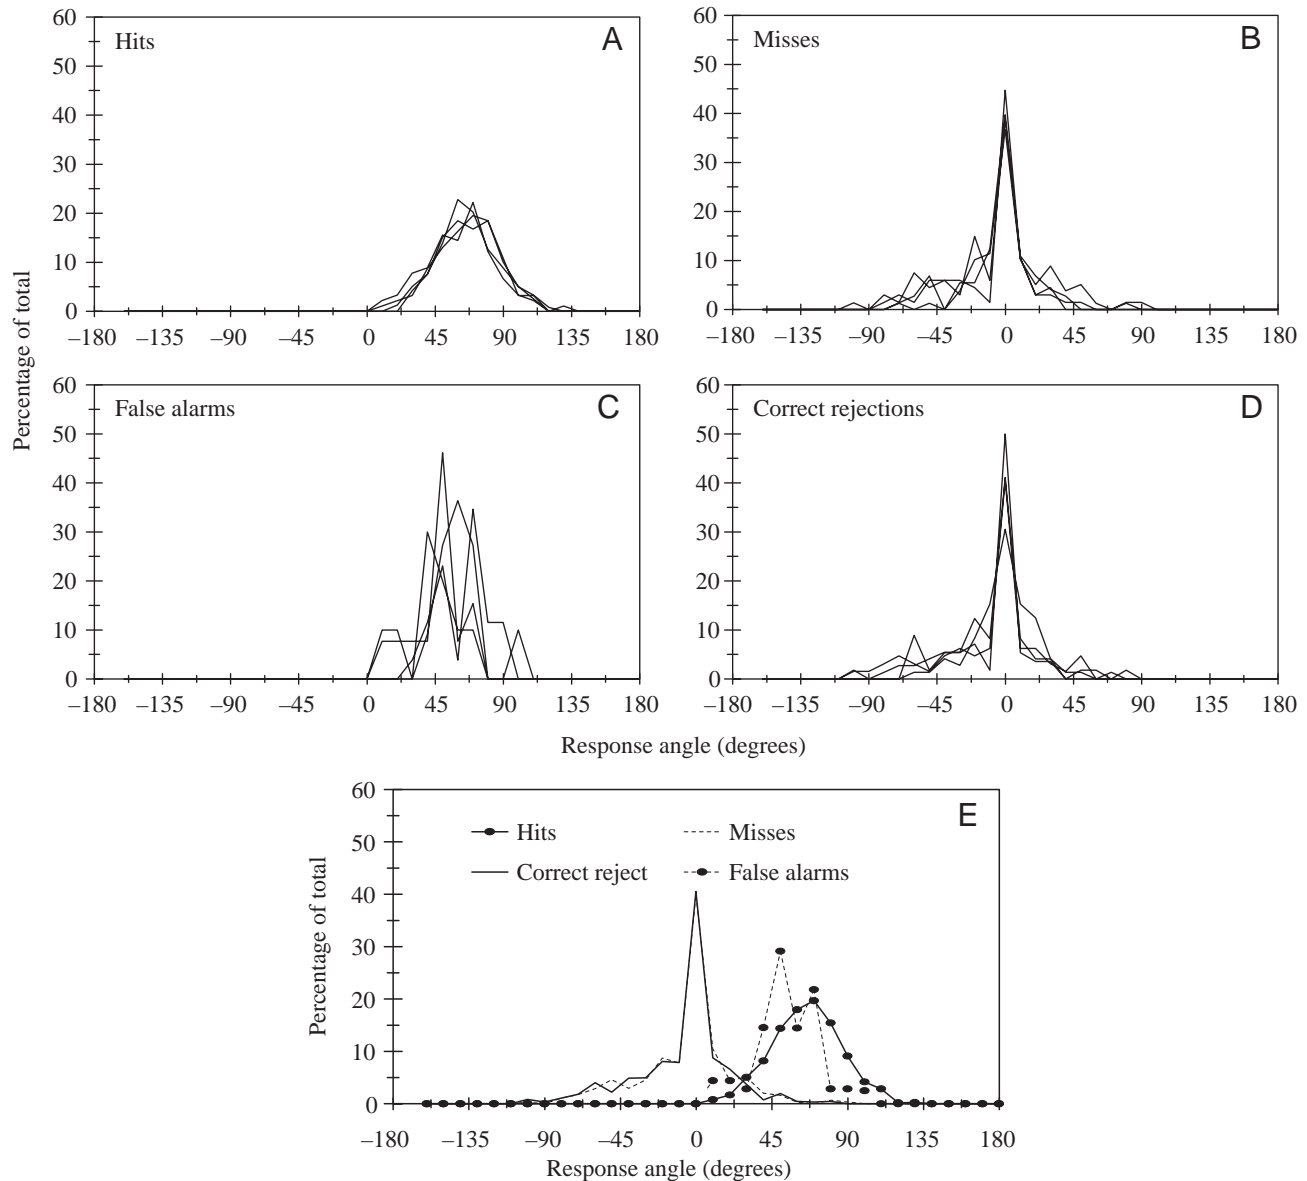 60
50
40
30
20
10
0
Hits
A
–180 –135 –90 –45 0 45 90 135 180
60
50
40
30
20
10
0
Misses
B
–180 –135 –90 –45 0 45 90 135 180
Percentage of total
60
50
40
30
20
10
0
False alarms
C
–180 –135 –90 –45 0 45 90 135 180
60
50
40
30
20
10
0
Correct rejections
D
–180 –135 –90 –45 0 45 90 135 180
Response angle (degrees)
60
50
40
30
20
10
0
Percentage of total
E
Hits
Misses
Correct reject
False alarms
–180 –135 –90 –45 0 45 90 135 180
Response angle (degrees)